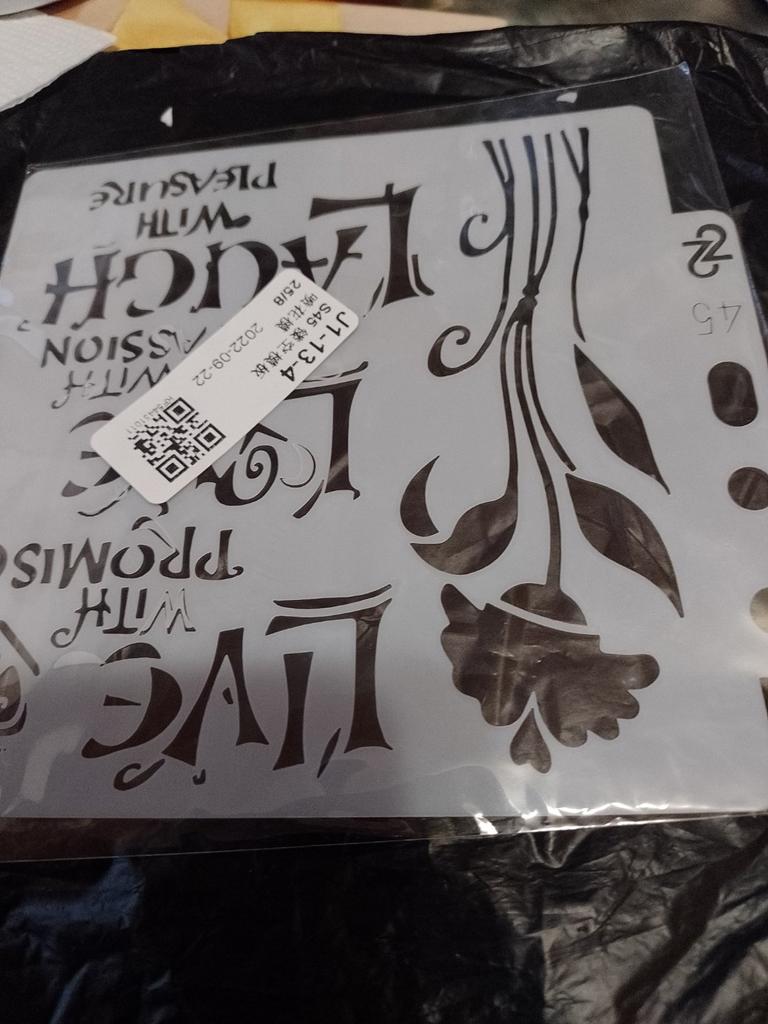 LIVE
WITH
PROMISE
LOVE
WITH
PASSION
LAUGH
WITH
PLEASURE
J1-13-4
S45 镂空模板
25/B
2022-09-22
45